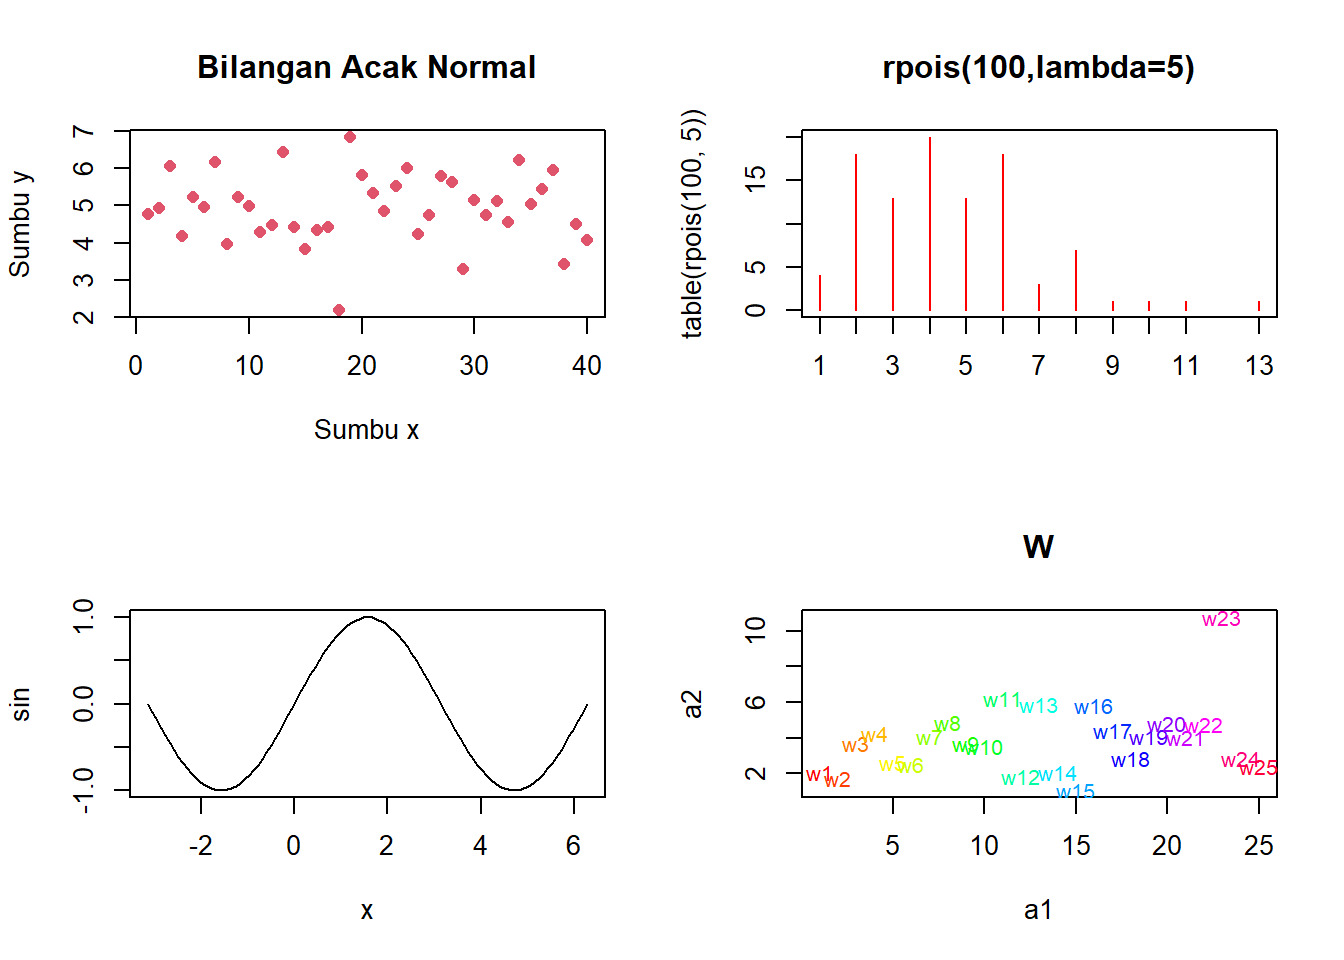 Bilangan Acak Normal
Sumbu y
7
6
5
4
3
2
0 10 20 30 40
Sumbu x
rpois(100,lambda=5)
table(rpois(100, 5))
15
5
0
1 3 5 7 9 11 13
sin
1.0
0.0
-1.0
-2 0 2 4 6
x
W
a2
10
6
2
w1
w2
w3
w4
w5
w6
w7
w8
w9
w10
w11
w12
w13
w14
w15
w16
w17
w18
w19
w20
w21
w22
w23
w24
w25
5 10 15 20 25
a1